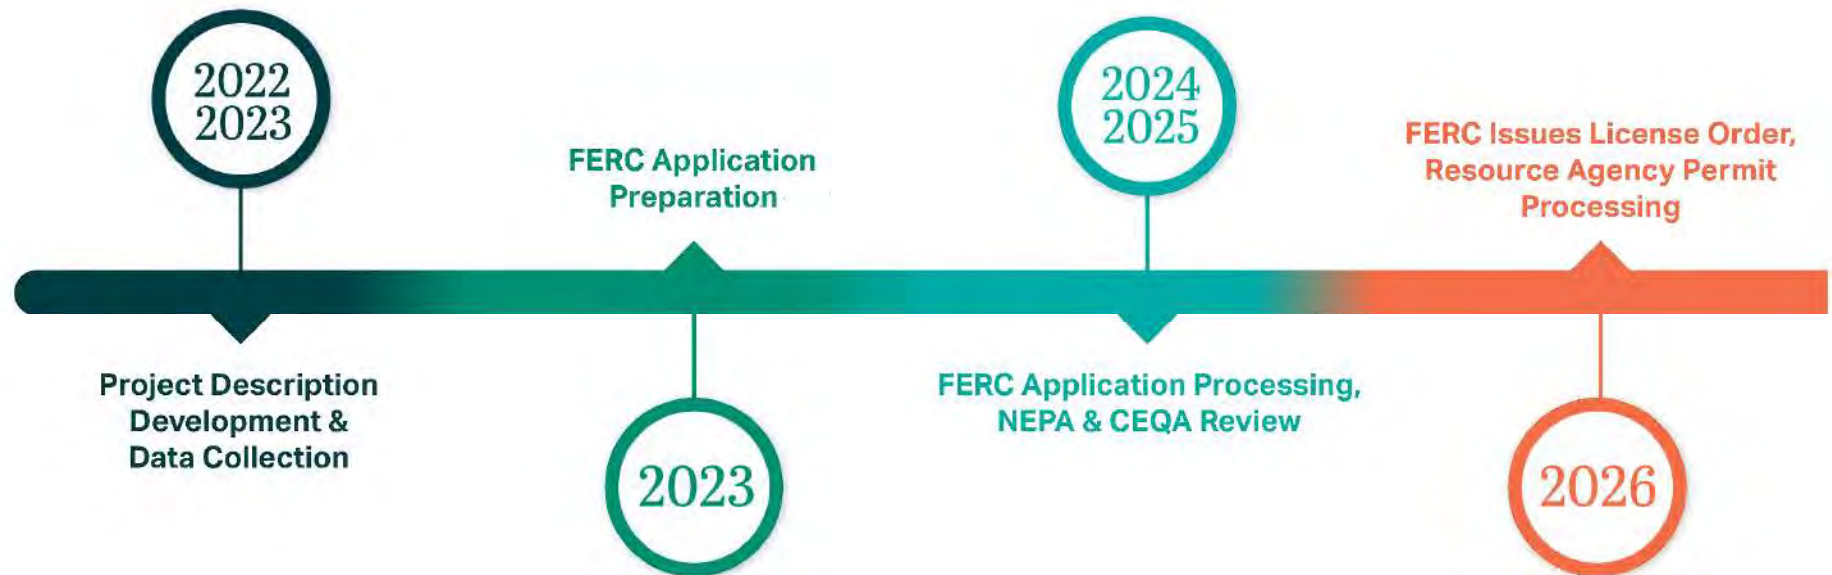 2022
2023
Project Description
Development &
Data Collection
FERC Application
Preparation
2023
2024
2025
FERC Application Processing,
NEPA & CEQA Review
FERC Issues License Order,
Resource Agency Permit
Processing
2026